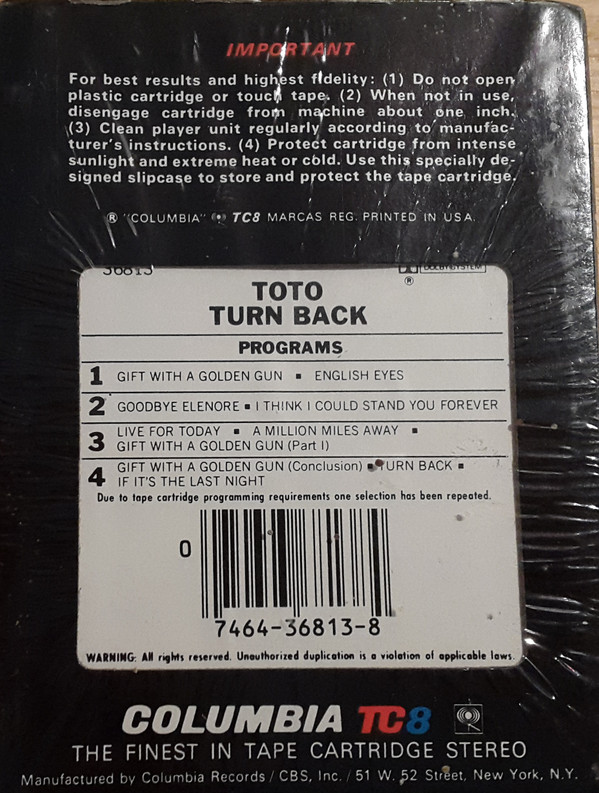 IMPORTANT
For best results and highest fidelity: (1) Do not open
plastic cartridge or touch tape. (2) When not in use,
disengage cartridge from machine about one inch.
(3) Clean player unit regularly according to manufac-
turer's instructions. (4) Protect cartridge from intense
sunlight and extreme heat or cold. Use this specially de-
signed slipcase to store and protect the tape cartridge.
® "COLUMBIA" TC8 MARCAS REG. PRINTED IN U.S.A.
36813 DOLBY SYSTEM
®
TOTO
TURN BACK
PROGRAMS
1 GIFT WITH A GOLDEN GUN ▪ ENGLISH EYES
2 GOODBYE ELENORE ▪ I THINK I COULD STAND YOU FOREVER
3 LIVE FOR TODAY ▪ A MILLION MILES AWAY ▪
GIFT WITH A GOLDEN GUN (Part I)
4 GIFT WITH A GOLDEN GUN (Conclusion) ▪ TURN BACK ▪
IF IT'S THE LAST NIGHT
Due to tape cartridge programming requirements one selection has been repeated.
0
7464-36813-8
WARNING: All rights reserved. Unauthorized duplication is a violation of applicable laws.
COLUMBIA TC8
THE FINEST IN TAPE CARTRIDGE STEREO
Manufactured by Columbia Records / CBS, Inc. / 51 W. 52 Street, New York, N.Y.